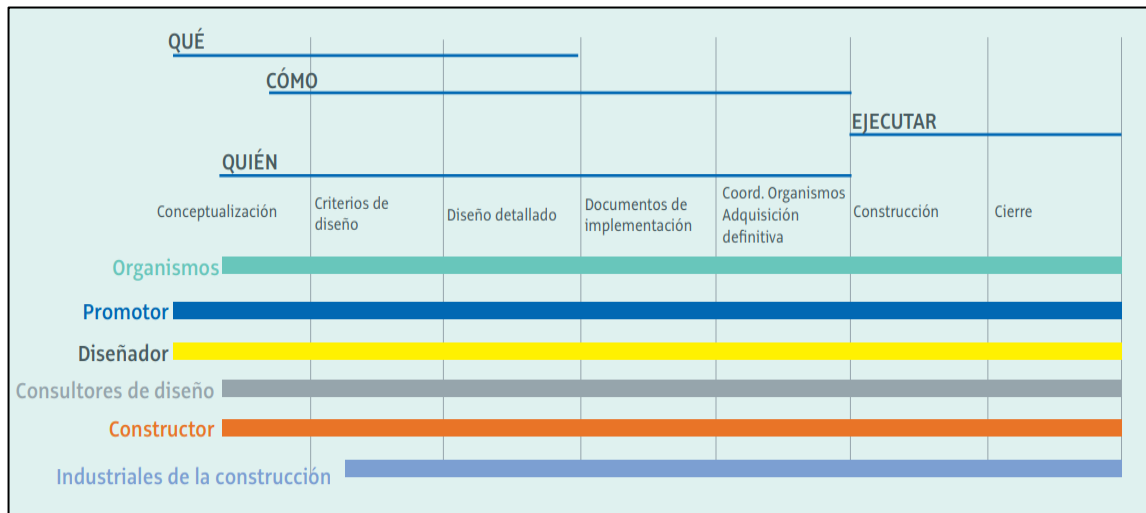 QUÉ
CÓMO
EJECUTAR
QUIÉN
Conceptualización
Criterios de
diseño
Diseño detallado
Documentos de
implementación
Coord. Organismos
Adquisición
definitiva
Construcción
Cierre
Organismos
Promotor
Diseñador
Consultores de diseño
Constructor
Industriales de la construcción